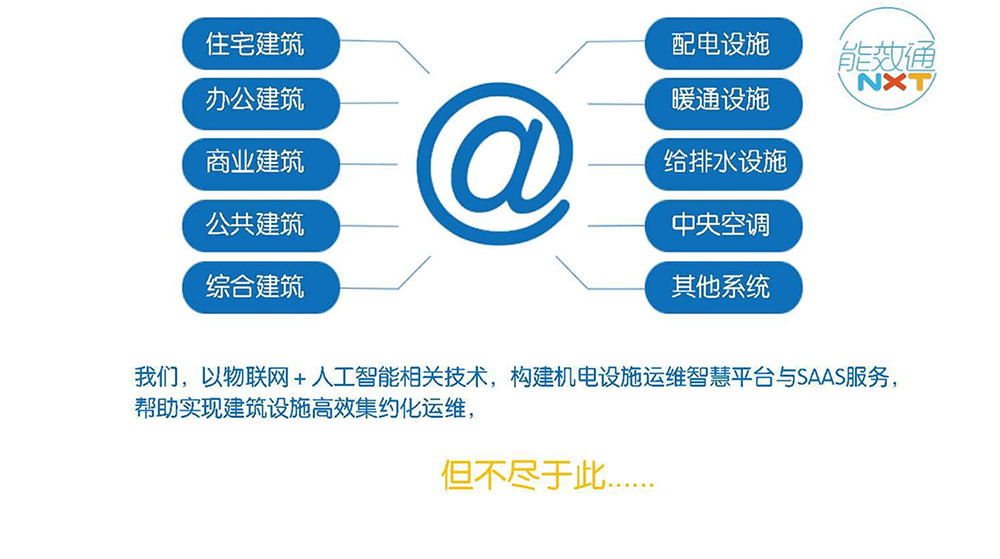 住宅建筑
办公建筑
商业建筑
公共建筑
综合建筑
@
配电设施
暖通设施
给排水设施
中央空调
其他系统
能效通
NXT
我们，以物联网+人工智能相关技术，构建机电设施运维智慧平台与SAAS服务，
帮助实现建筑设施高效集约化运维，
但不尽于此......